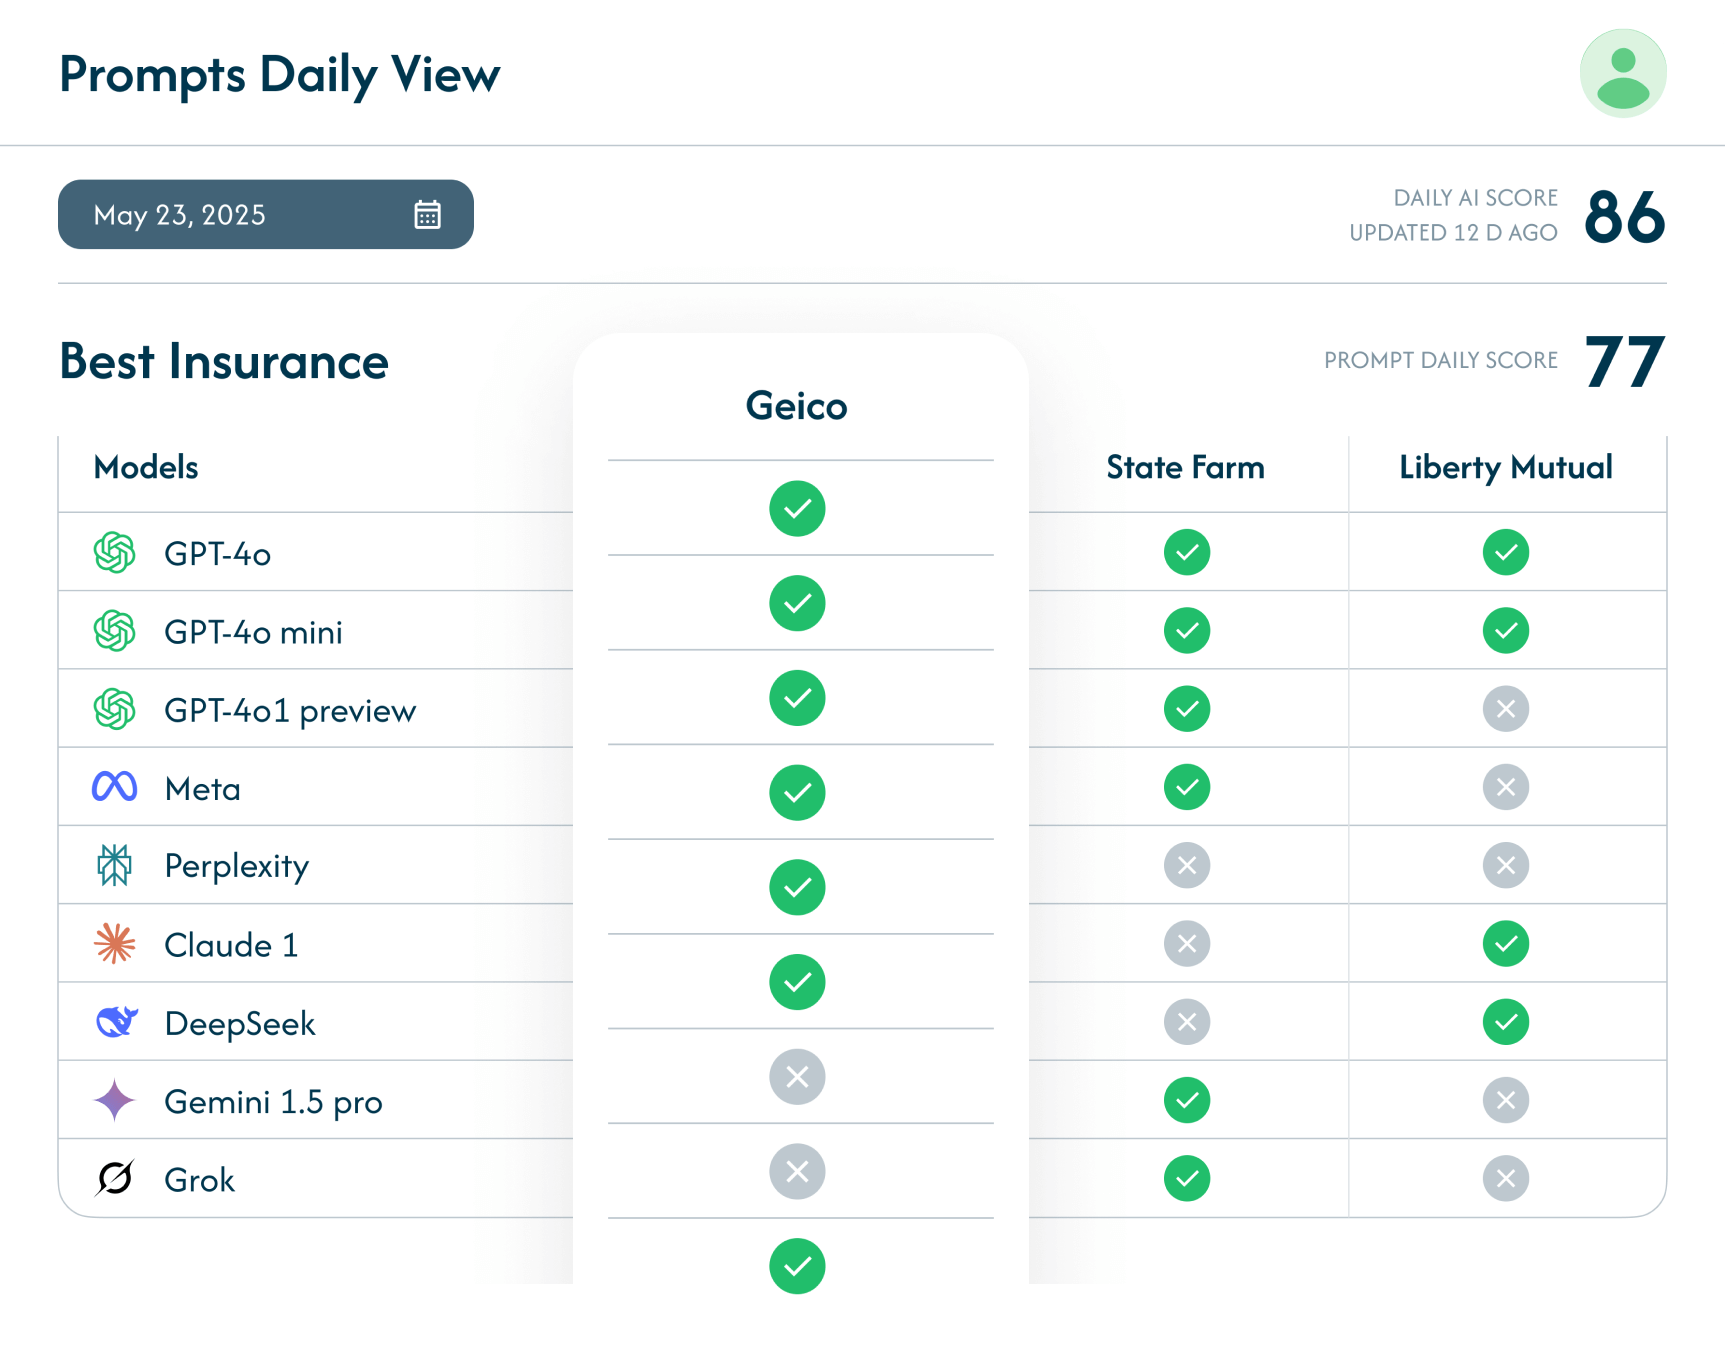 Prompts Daily View
May 23, 2025
DAILY AI SCORE
UPDATED 12 D AGO
86
Best Insurance
PROMPT DAILY SCORE
77
Models
Geico
State Farm
Liberty Mutual
GPT-4o
GPT-4o mini
GPT-4o1 preview
Meta
Perplexity
Claude 1
DeepSeek
Gemini 1.5 pro
Grok